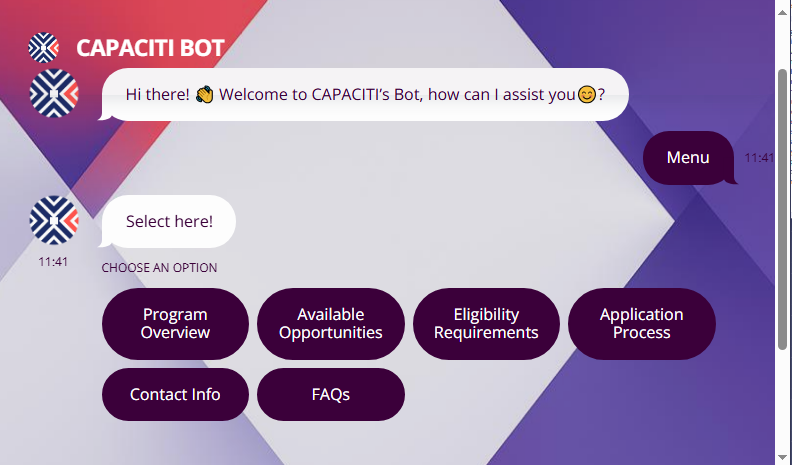 CAPACITI BOT
Hi there! 👋 Welcome to CAPACITI's Bot, how can I assist you😊?
Menu
11:41
Select here!
11:41
CHOOSE AN OPTION
Program
Overview
Available
Opportunities
Eligibility
Requirements
Application
Process
Contact Info
FAQs